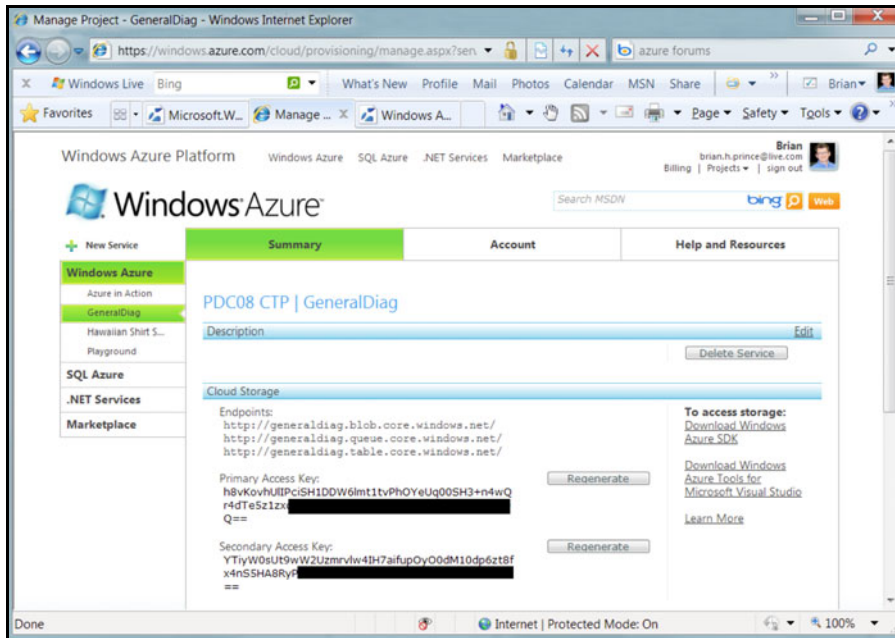 Manage Project - GeneralDiag - Windows Internet Explorer
https://windows.azure.com/cloud/provisioning/manage.aspx?sen
azure forums
x Windows Live Bing What's New Profile Mail Photos Calendar MSN Share >> Brian
Favorites Microsoft.W... Manage ... X Windows A... Page Safety Tools
Windows Azure Platform Windows Azure SQL Azure .NET Services Marketplace
Brian
brian.h.prince@live.com
Billing | Projects | sign out
Windows Azure
Search MSDN bing Web
New Service Summary Account Help and Resources
Windows Azure
Azure in Action
GeneralDiag
Hawaiian Shirt S...
Playground
SQL Azure
.NET Services
Marketplace
PDC08 CTP | GeneralDiag
Description Edit
Delete Service
Cloud Storage
Endpoints:
http://generaldiag.blob.core.windows.net/
http://generaldiag.queue.core.windows.net/
http://generaldiag.table.core.windows.net/
Primary Access Key:
Regenerate
Q==
Secondary Access Key:
Regenerate
==
To access storage:
Download Windows
Azure SDK
Download Windows
Azure Tools for
Microsoft Visual Studio
Learn More
Done Internet | Protected Mode: On 100%